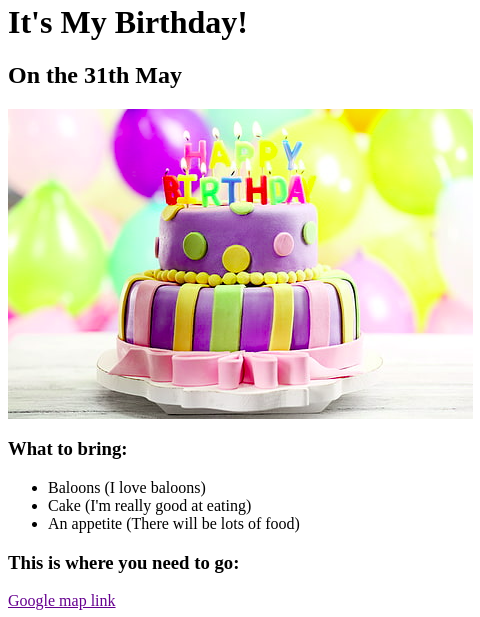 It's My Birthday!
On the 31th May
HAPPY
BIRTHDAY
What to bring:
Baloons (I love baloons)
Cake (I'm really good at eating)
An appetite (There will be lots of food)
This is where you need to go:
Google map link